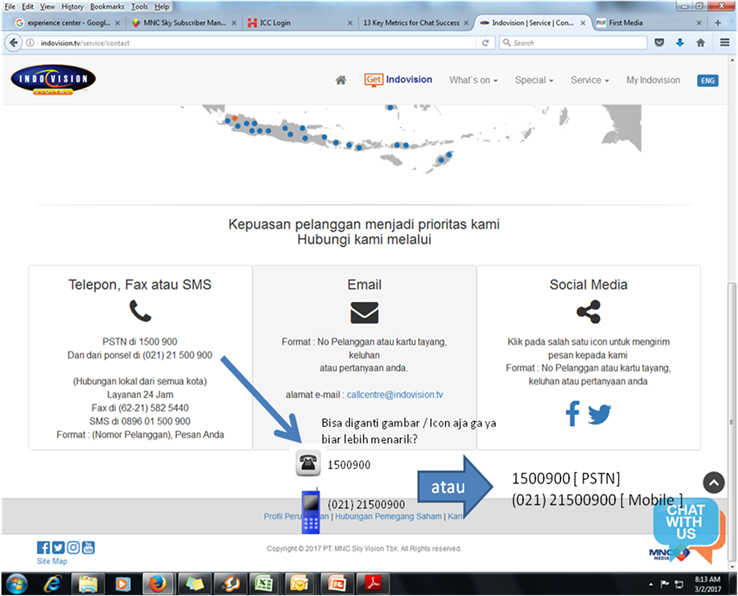 File Edit View History Bookmarks Tools Help
experience center - Googl...
MNC Sky Subscriber Man...
ICC Login
13 Key Metrics for Chat Success
Indovision | Service | Con...
First Media
indovision.tv/service/contact
Search
INDOVISION
Get Indovision
What's on
Special
Service
My Indovision
ENG
Kepuasan pelanggan menjadi prioritas kami
Hubungi kami melalui
Telepon, Fax atau SMS
PSTN di 1500 900
Dan dari ponsel di (021) 21 500 900
(Hubungan lokal dari semua kota)
Layanan 24 Jam
Fax di (62-21) 582 5440
SMS di 0896 01 500 900
Format : (Nomor Pelanggan), Pesan Anda
Email
Format : No Pelanggan atau kartu tayang,
keluhan
atau pertanyaan anda.
alamat e-mail : callcentre@indovision.tv
Social Media
Klik pada salah satu icon untuk mengirim
pesan kepada kami
Format : No Pelanggan atau kartu tayang,
keluhan atau pertanyaan anda
Bisa diganti gambar / Icon aja ga ya
biar lebih menarik?
1500900
(021) 21500900
atau
1500900 [ PSTN]
(021) 21500900 [ Mobile ]
CHAT
WITH
US
Profil Peru an | Hubungan Pemegang Saham | Kari
Site Map
Copyright © 2017 PT. MNC Sky Vision Tbk. All Rights reserved.
MNC
MEDIA
8:13 AM
3/2/2017